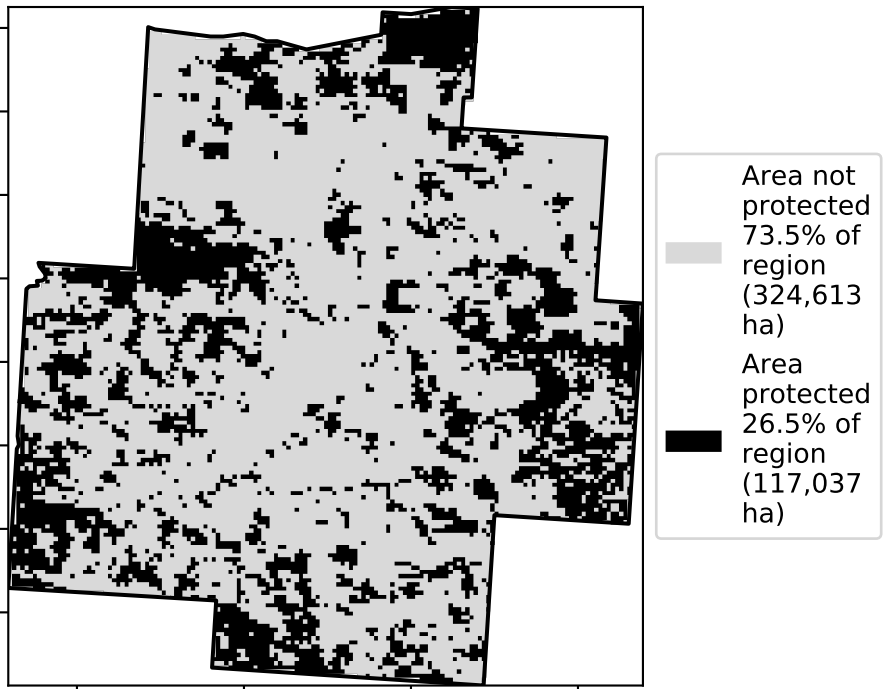 Area not
protected
73.5% of
region
(324,613
ha)
Area
protected
26.5% of
region
(117,037
ha)